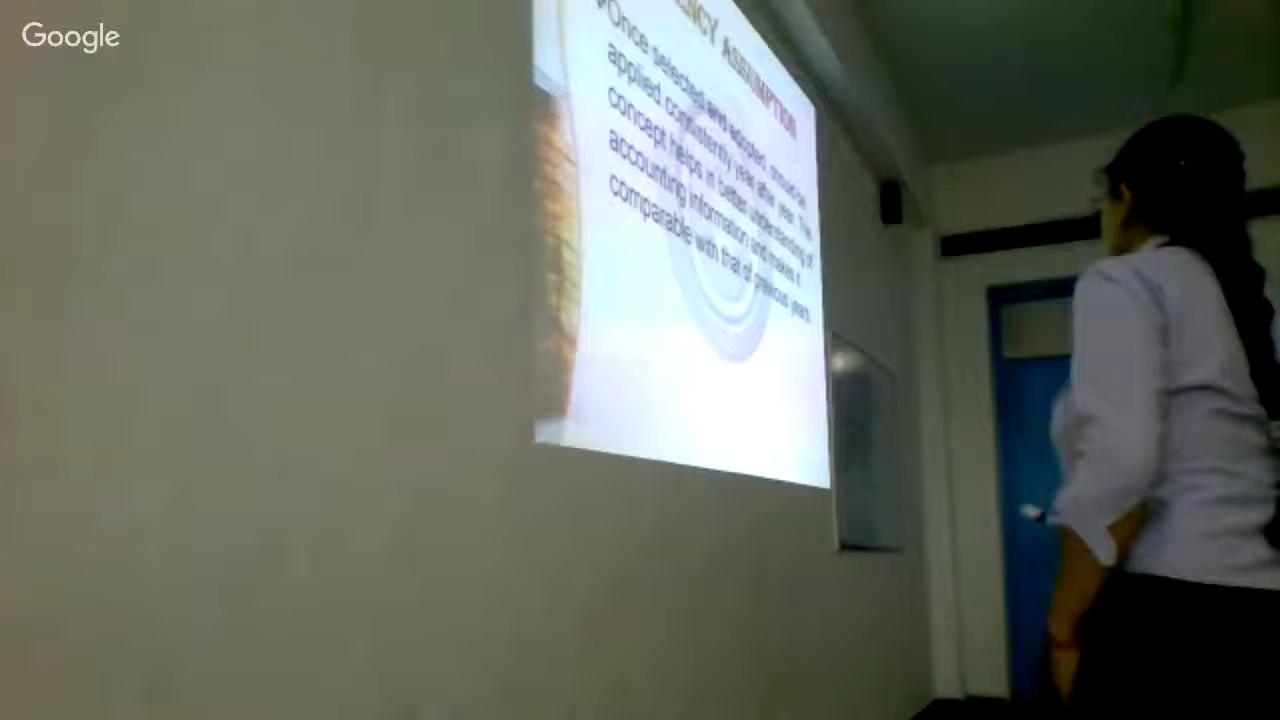 Google
ENCY ASSUMPTION
Once selected and adopted, should be
applied consistently year after year. The
concept helps in better understanding of
accounting information and makes it
comparable with that of previous years